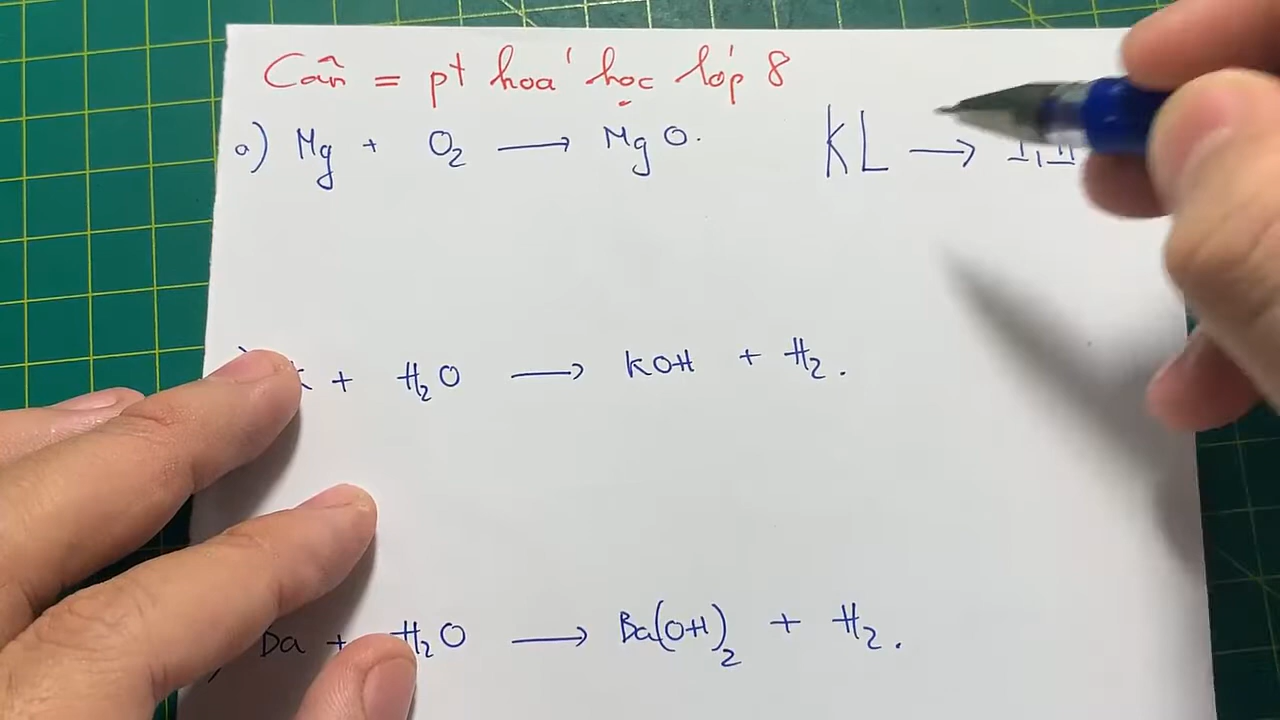 Cân = pt hoá học lớp 8
a) Mg + O₂ → MgO.
KL → I, II
+ H₂O → KOH + H₂.
Ba + H₂O → Ba(OH)₂ + H₂.